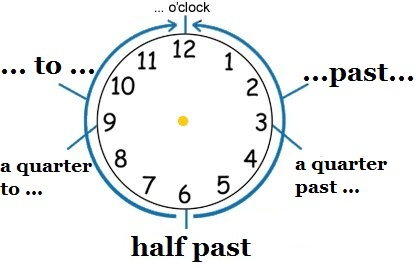 ... o'clock
... to ...
...past...
12
11
1
10
2
9
3
8
4
7
5
6
a quarter
to ...
a quarter
past ...
half past